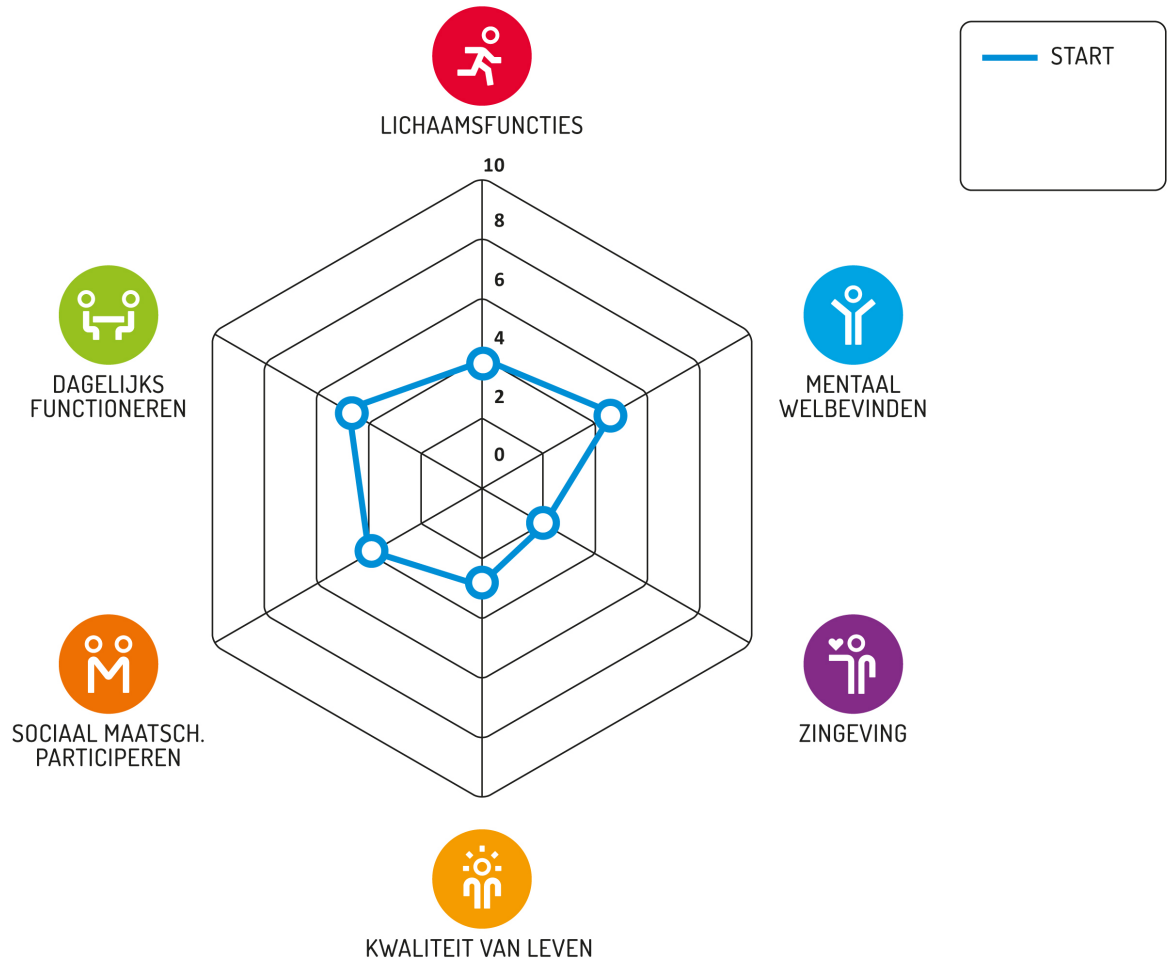 START
LICHAAMSFUNCTIES
10
8
6
4
2
0
DAGELIJKS
FUNCTIONEREN
MENTAAL
WELBEVINDEN
SOCIAAL MAATSCH.
PARTICIPEREN
ZINGEVING
KWALITEIT VAN LEVEN